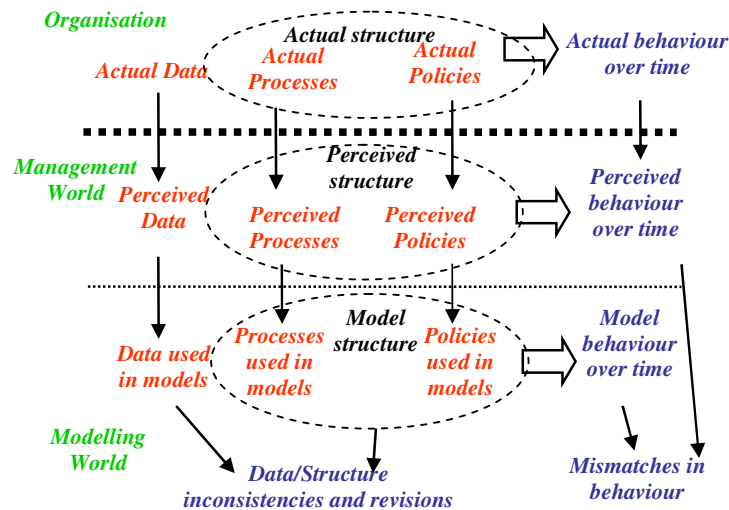 Organisation
Actual structure
Actual Data
Actual
Processes
Actual
Policies
Actual behaviour
over time
Management
World
Perceived
structure
Perceived
Data
Perceived
Processes
Perceived
Policies
Perceived
behaviour
over time
Model
structure
Data used
in models
Processes
used in
models
Policies
used in
models
Model
behaviour
over time
Modelling
World
Data/Structure
inconsistencies and revisions
Mismatches in
behaviour